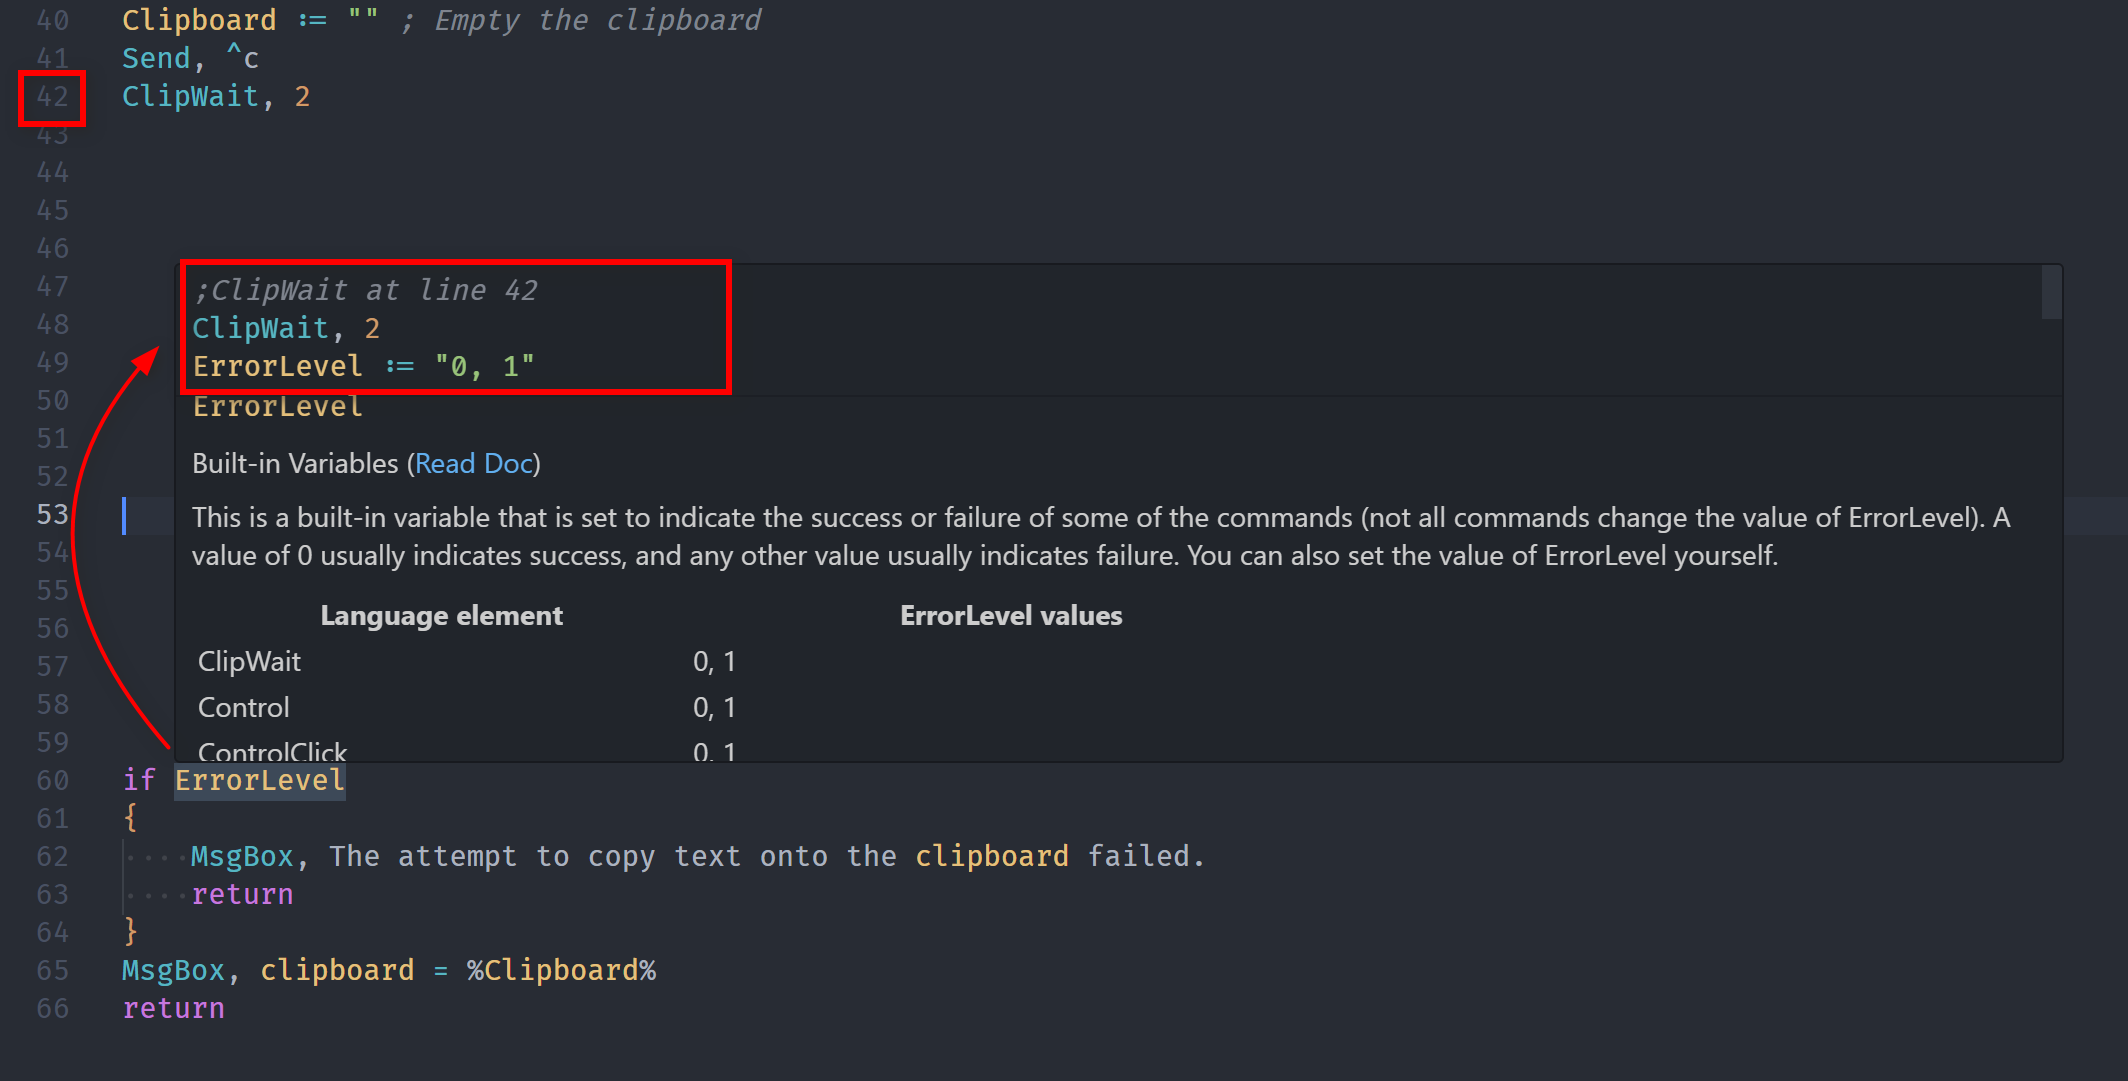 40 Clipboard := "" ; Empty the clipboard
41 Send, ^c
42 ClipWait, 2
43
44
45
46
47 ;ClipWait at line 42
48 ClipWait, 2
49 ErrorLevel := "0, 1"
50 ErrorLevel
51
52 Built-in Variables (Read Doc)
53 This is a built-in variable that is set to indicate the success or failure of some of the commands (not all commands change the value of ErrorLevel). A
54 value of 0 usually indicates success, and any other value usually indicates failure. You can also set the value of ErrorLevel yourself.
55
56 Language element ErrorLevel values
57 ClipWait 0, 1
58 Control 0, 1
59 ControlClick 0, 1
60 if ErrorLevel
61 {
62 MsgBox, The attempt to copy text onto the clipboard failed.
63 return
64 }
65 MsgBox, clipboard = %Clipboard%
66 return